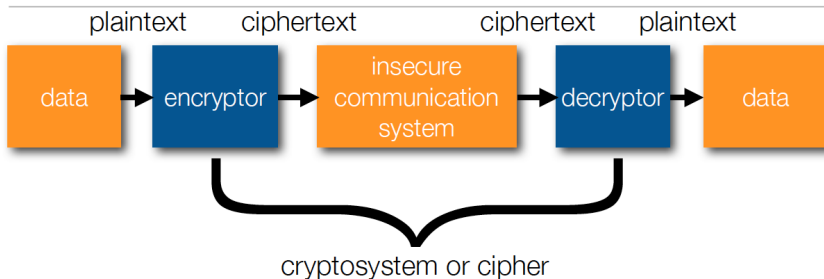 plaintext ciphertext ciphertext plaintext
data encryptor insecure communication system decryptor data
cryptosystem or cipher